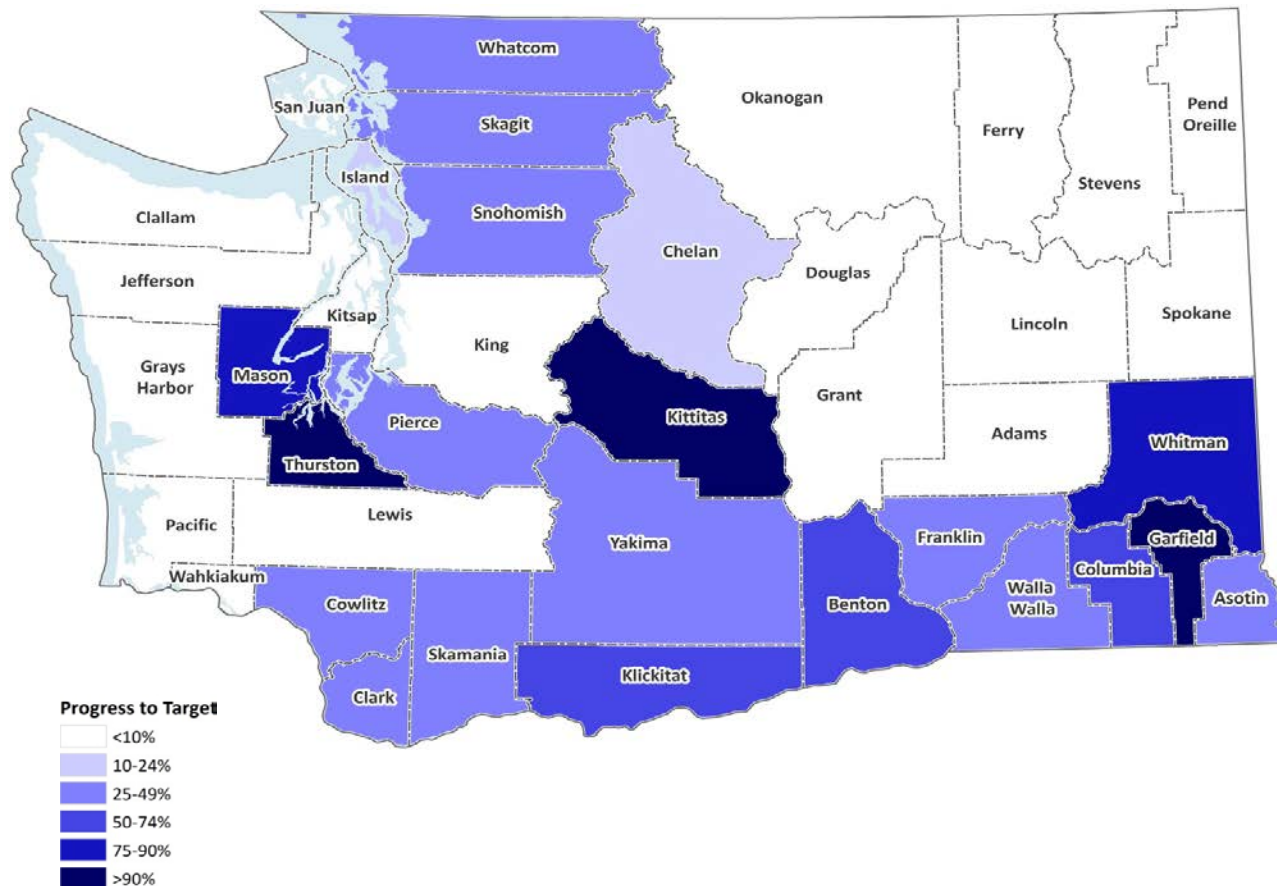 Whatcom
San Juan
Skagit
Okanogan
Ferry
Pend
Oreille
Stevens
Island
Snohomish
Clallam
Chelan
Douglas
Jefferson
Kitsap
King
Lincoln
Spokane
Grays
Harbor
Mason
Pierce
Kittitas
Grant
Adams
Whitman
Thurston
Pacific
Lewis
Yakima
Franklin
Garfield
Columbia
Wahkiakum
Cowlitz
Benton
Walla
Walla
Asotin
Skamania
Klickitat
Clark
Progress to Target
<10%
10-24%
25-49%
50-74%
75-90%
>90%